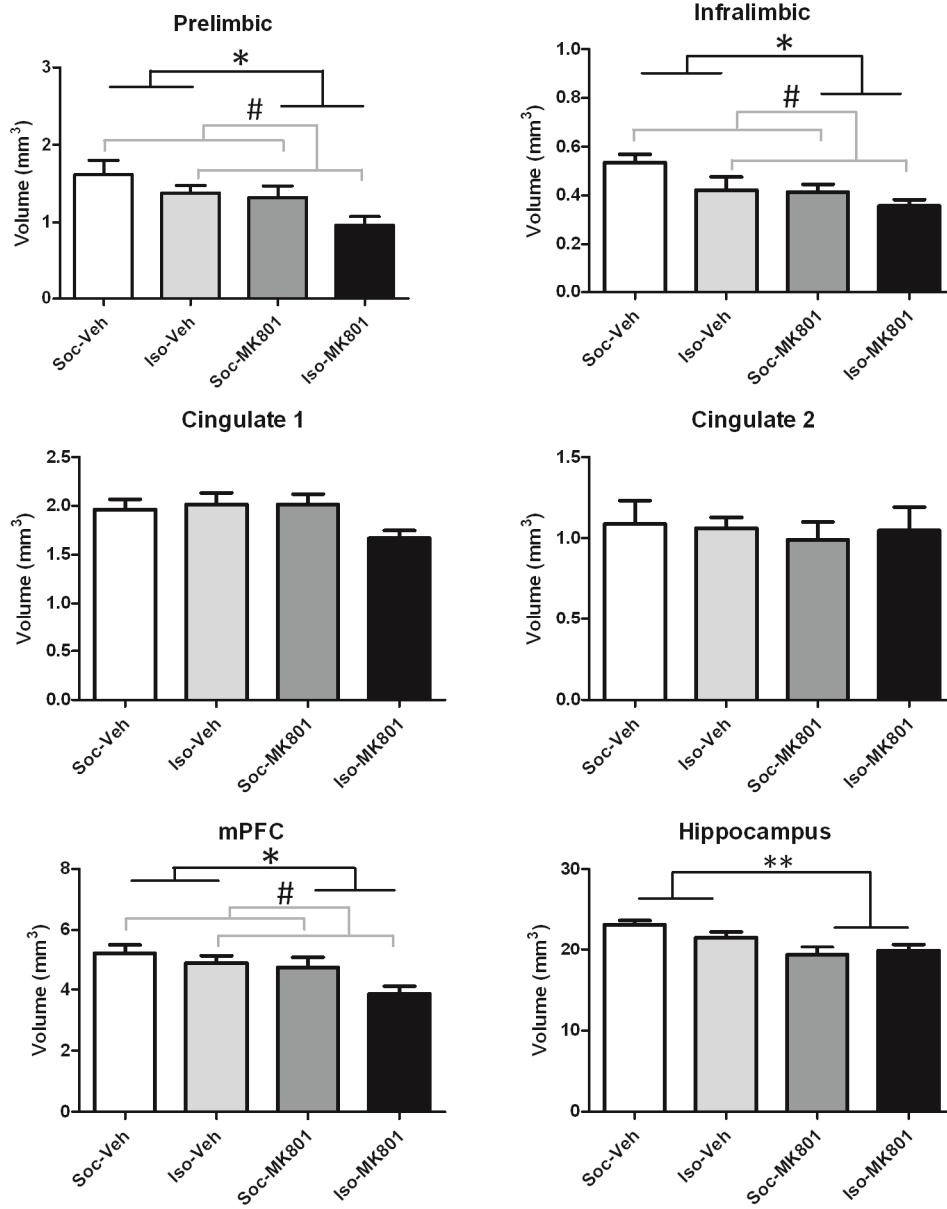 Prelimbic
*
#
Volume (mm³)
3
2
1
0
Soc-Veh
Iso-Veh
Soc-MK801
Iso-MK801
Infralimbic
*
#
Volume (mm³)
1.0
0.8
0.6
0.4
0.2
0.0
Soc-Veh
Iso-Veh
Soc-MK801
Iso-MK801
Cingulate 1
Volume (mm³)
2.5
2.0
1.5
1.0
0.5
0.0
Soc-Veh
Iso-Veh
Soc-MK801
Iso-MK801
Cingulate 2
Volume (mm³)
1.5
1.0
0.5
0.0
Soc-Veh
Iso-Veh
Soc-MK801
Iso-MK801
mPFC
*
#
Volume (mm³)
8
6
4
2
0
Soc-Veh
Iso-Veh
Soc-MK801
Iso-MK801
Hippocampus
**
Volume (mm³)
30
20
10
0
Soc-Veh
Iso-Veh
Soc-MK801
Iso-MK801